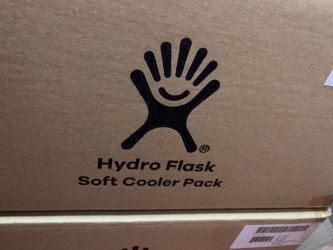 ®
Hydro Flask
Soft Cooler Pack